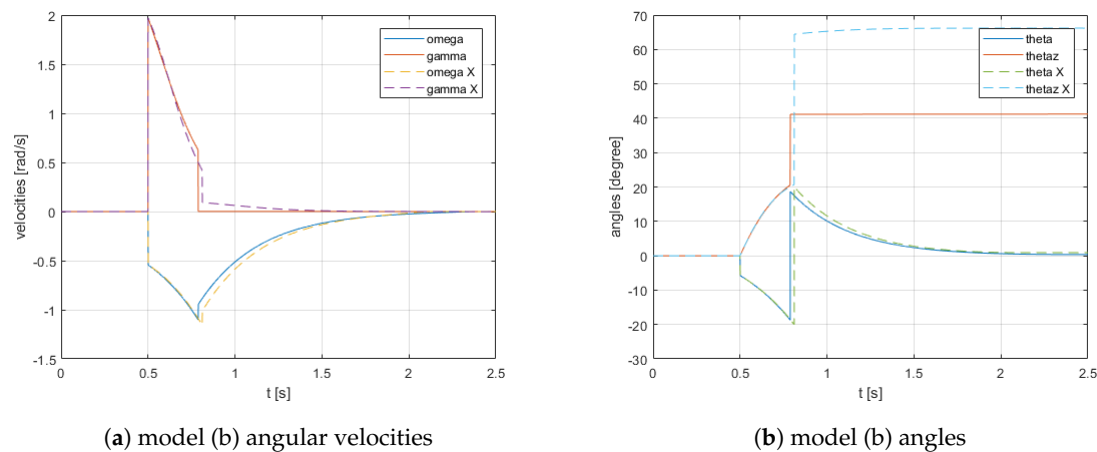 2
1.5
1
0.5
0
-0.5
-1
-1.5
velocities [rad/s]
0
0.5
1
1.5
2
2.5
t [s]
omega
gamma
omega X
gamma X
(a) model (b) angular velocities
70
60
50
40
30
20
10
0
-10
-20
-30
angles [degree]
0
0.5
1
1.5
2
2.5
t [s]
theta
thetaz
theta X
thetaz X
(b) model (b) angles